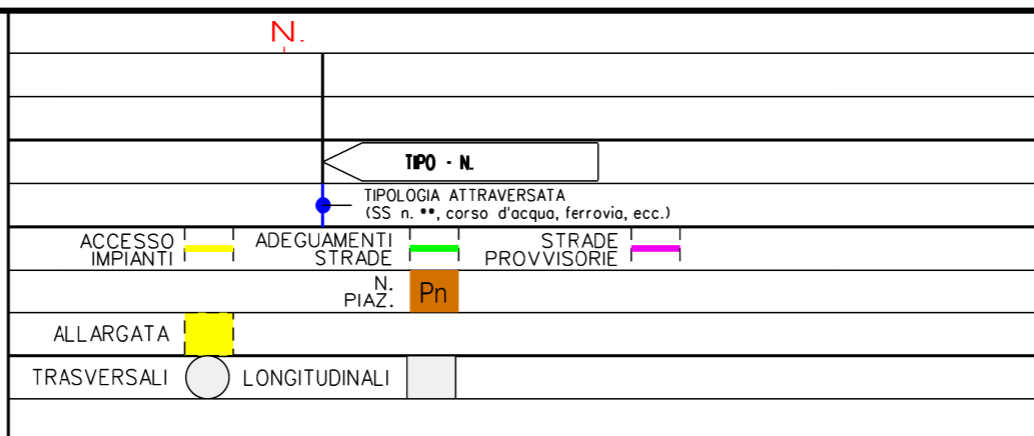 N.
TIPO - N.
TIPOLOGIA ATTRAVERSATA
(SS n. **, corso d'acqua, ferrovia, ecc.)
ACCESSO IMPIANTI
ADEGUAMENTI STRADE
STRADE PROVVISORIE
N. PIAZ.
Pn
ALLARGATA
TRASVERSALI
LONGITUDINALI